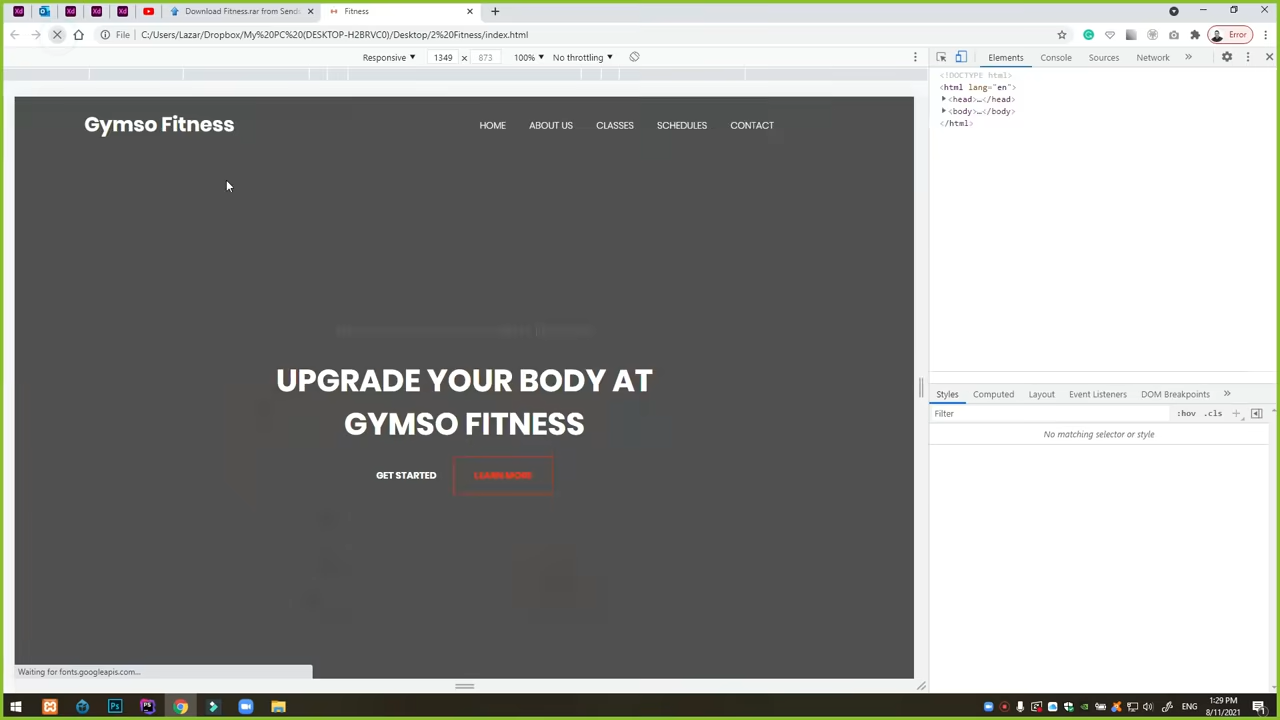 Download Fitness.rar from Send
Fitness
File
C:/Users/Lazar/Dropbox/My%20PC%20(DESKTOP-H2BRVC0)/Desktop/2%20Fitness/index.html
Error
Responsive
1349 x 873
100%
No throttling
Elements
Console
Sources
Network
<!DOCTYPE html>
<html lang="en">
<head>…</head>
<body>…</body>
</html>
Gymso Fitness
HOME
ABOUT US
CLASSES
SCHEDULES
CONTACT
UPGRADE YOUR BODY AT
GYMSO FITNESS
GET STARTED
LEARN MORE
Styles
Computed
Layout
Event Listeners
DOM Breakpoints
Filter
:hov
.cls
No matching selector or style
Waiting for fonts.googleapis.com...
ENG
1:29 PM
8/11/2021